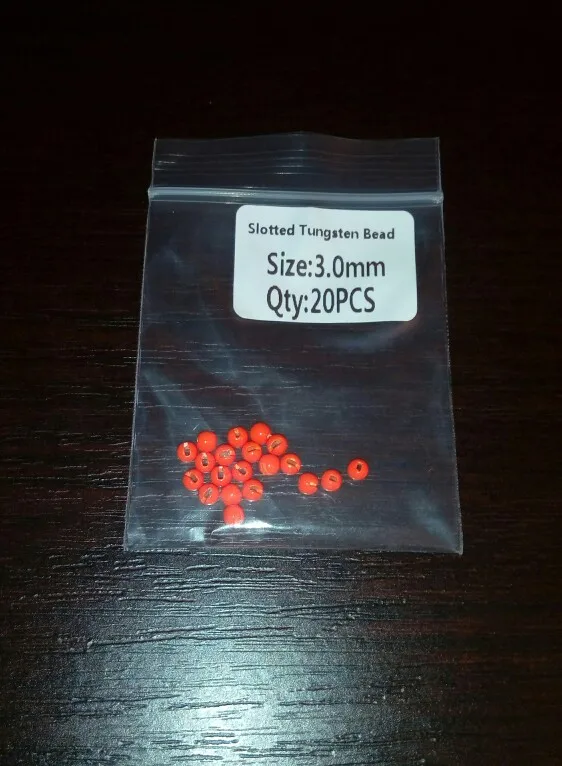 Slotted Tungsten Bead
Size:3.0mm
Qty:20PCS